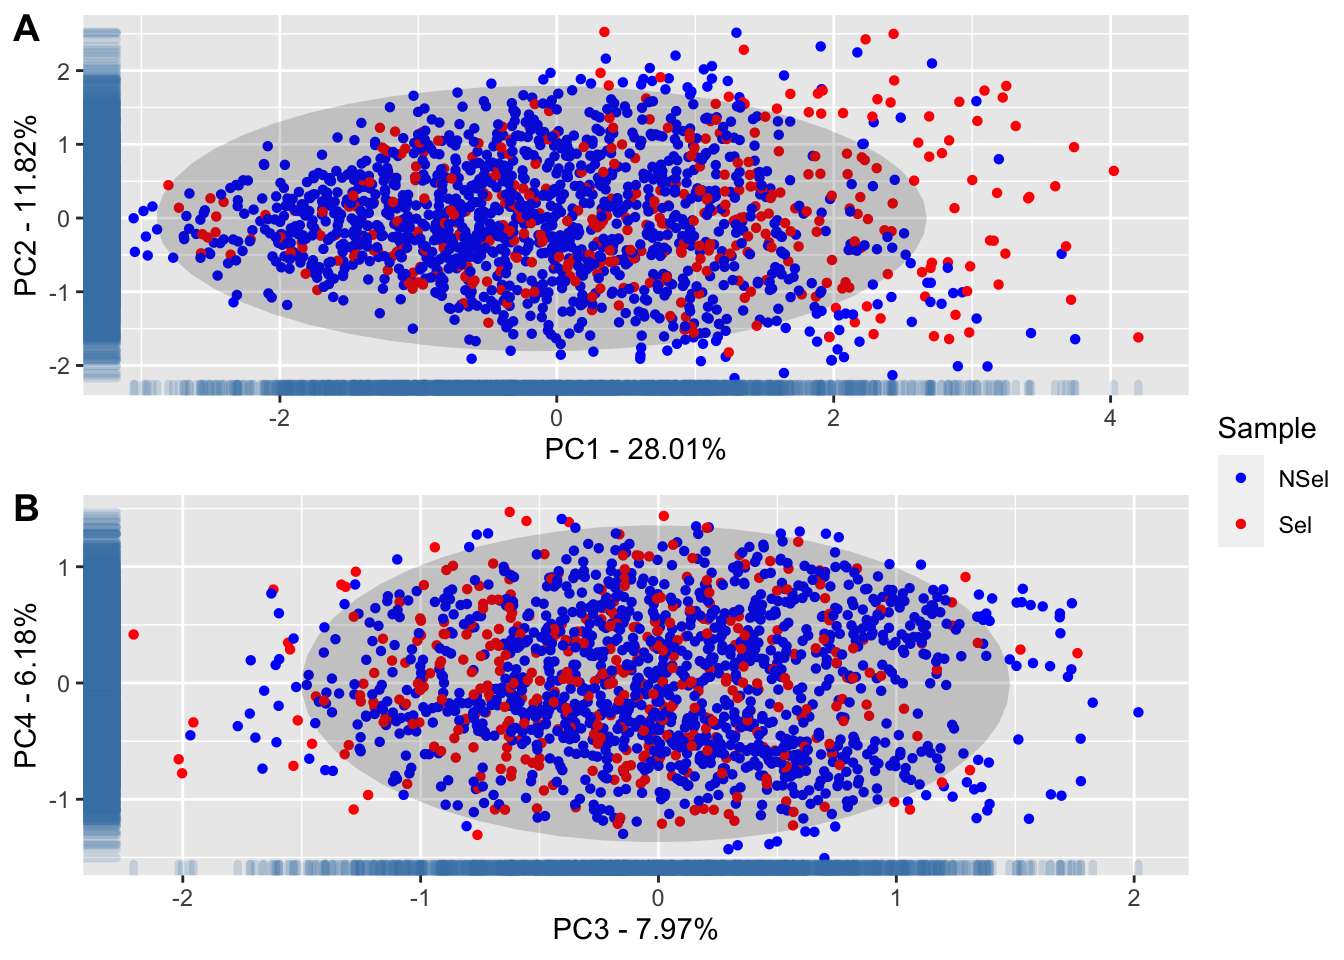 A
2
1
0
-1
-2
PC2 - 11.82%
-2 0 2 4
PC1 - 28.01%
Sample
NSel
Sel
B
1
0
-1
PC4 - 6.18%
-2 -1 0 1 2
PC3 - 7.97%